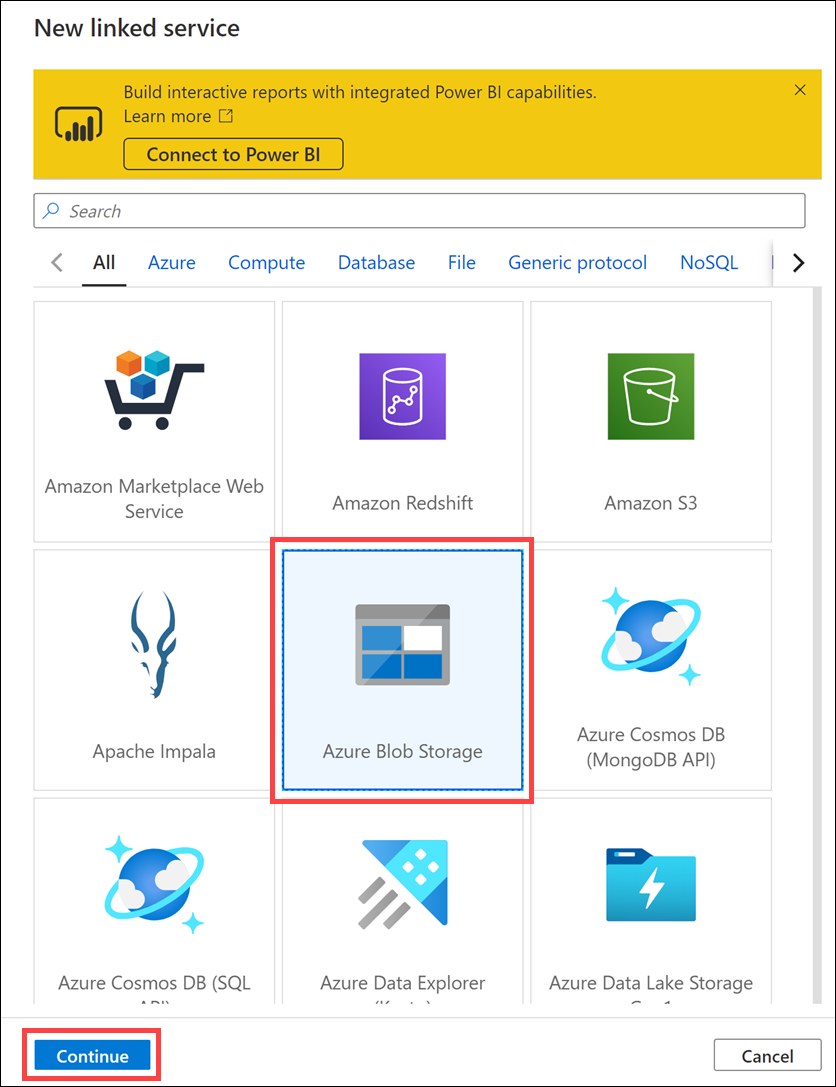 New linked service
Build interactive reports with integrated Power BI capabilities.
Learn more
Connect to Power BI
Search
All Azure Compute Database File Generic protocol NoSQL
Amazon Marketplace Web
Service
Amazon Redshift
Amazon S3
Apache Impala
Azure Blob Storage
Azure Cosmos DB
(MongoDB API)
Azure Cosmos DB (SQL
Azure Data Explorer
Azure Data Lake Storage
Continue
Cancel